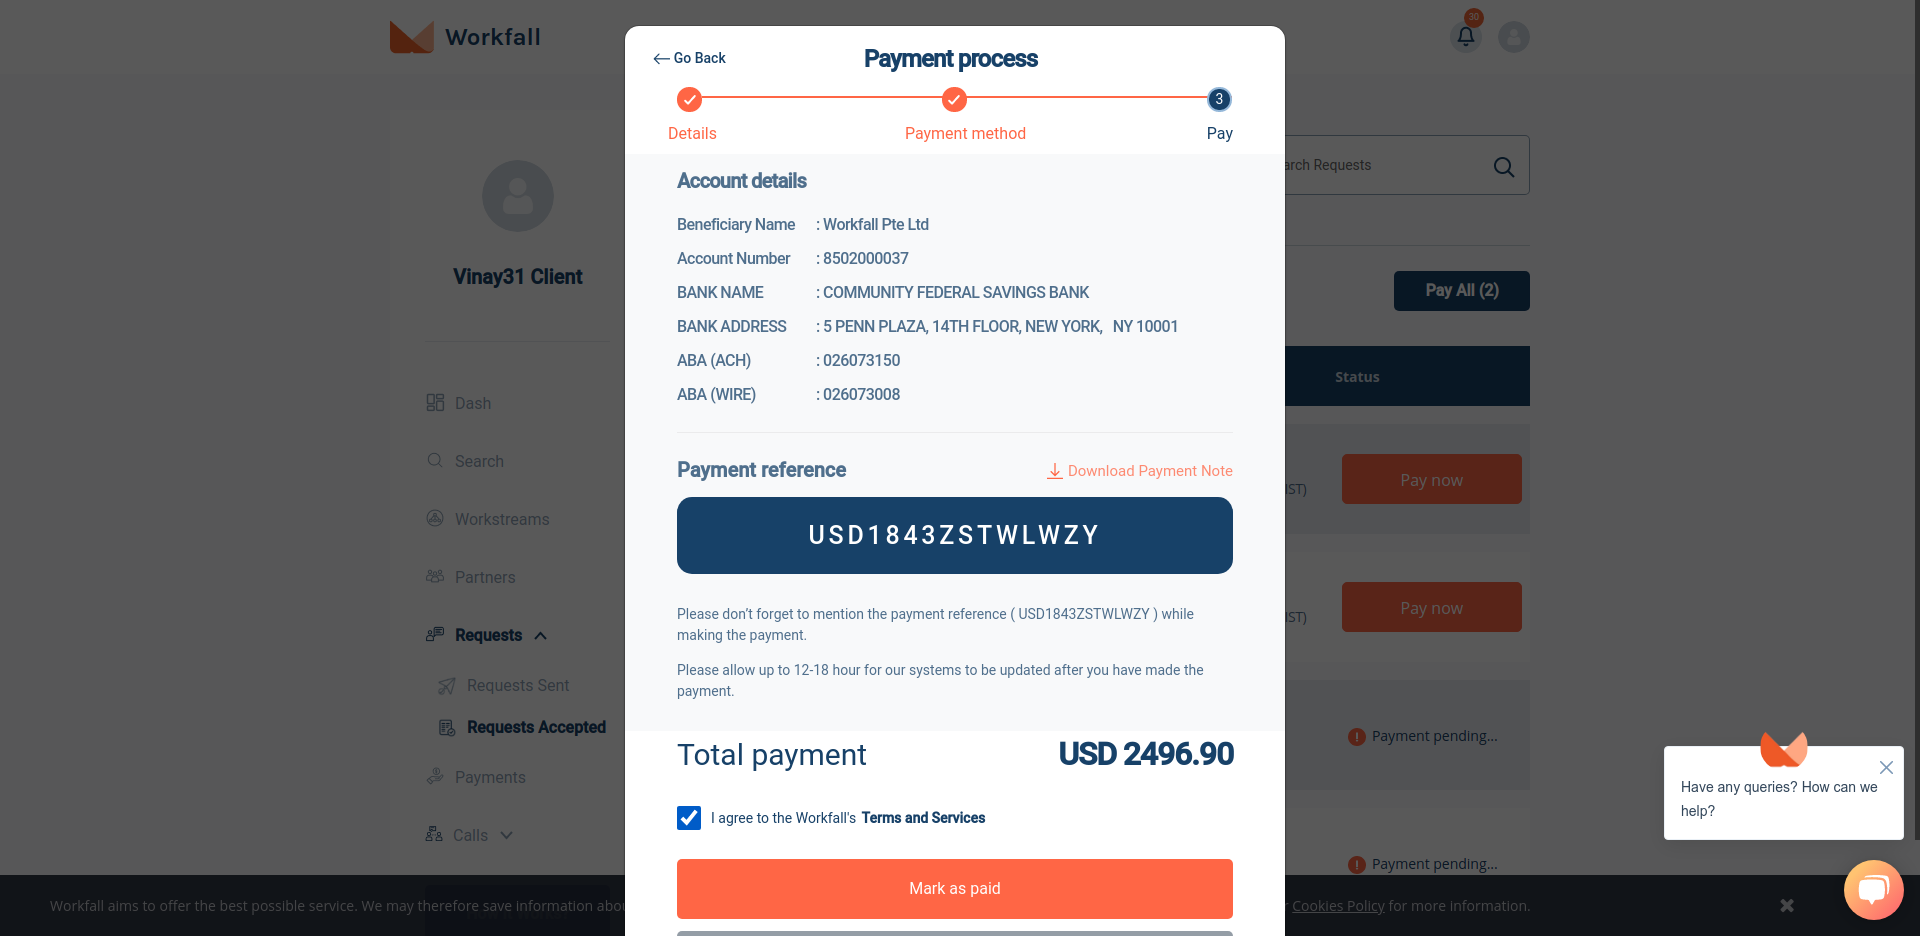 Workfall
30
Go Back
Payment process
3
Details
Payment method
Pay
Account details
Beneficiary Name : Workfall Pte Ltd
Account Number : 8502000037
BANK NAME : COMMUNITY FEDERAL SAVINGS BANK
BANK ADDRESS : 5 PENN PLAZA, 14TH FLOOR, NEW YORK, NY 10001
ABA (ACH) : 026073150
ABA (WIRE) : 026073008
Payment reference
Download Payment Note
USD1843ZSTWLWZY
Please don't forget to mention the payment reference ( USD1843ZSTWLWZY ) while
making the payment.
Please allow up to 12-18 hour for our systems to be updated after you have made the
payment.
Total payment USD 2496.90
I agree to the Workfall's Terms and Services
Mark as paid
Vinay31 Client
Dash
Search
Workstreams
Partners
Requests
Requests Sent
Requests Accepted
Payments
Calls
arch Requests
Pay All (2)
Status
IST)
Pay now
IST)
Pay now
Payment pending...
Payment pending...
Have any queries? How can we
help?
Workfall aims to offer the best possible service. We may therefore save information abou
r Cookies Policy for more information.